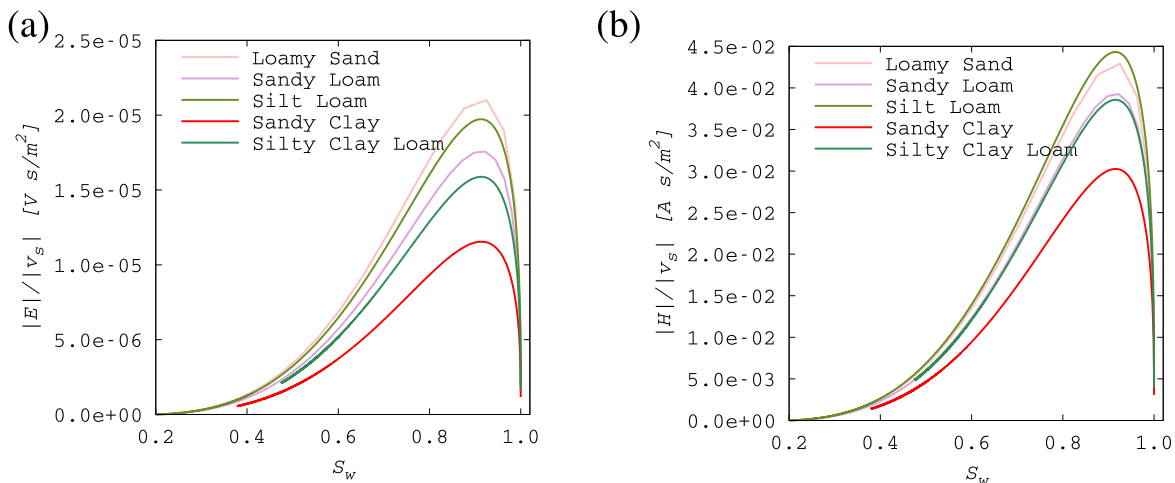 (a)
|E|/|v_s| [V s/m^2]
2.5e-05
2.0e-05
1.5e-05
1.0e-05
5.0e-06
0.0e+00
Loamy Sand
Sandy Loam
Silt Loam
Sandy Clay
Silty Clay Loam
0.2 0.4 0.6 0.8 1.0
S_w
(b)
|H|/|v_s| [A s/m^2]
4.5e-02
4.0e-02
3.5e-02
3.0e-02
2.5e-02
2.0e-02
1.5e-02
1.0e-02
5.0e-03
0.0e+00
Loamy Sand
Sandy Loam
Silt Loam
Sandy Clay
Silty Clay Loam
0.2 0.4 0.6 0.8 1.0
S_w